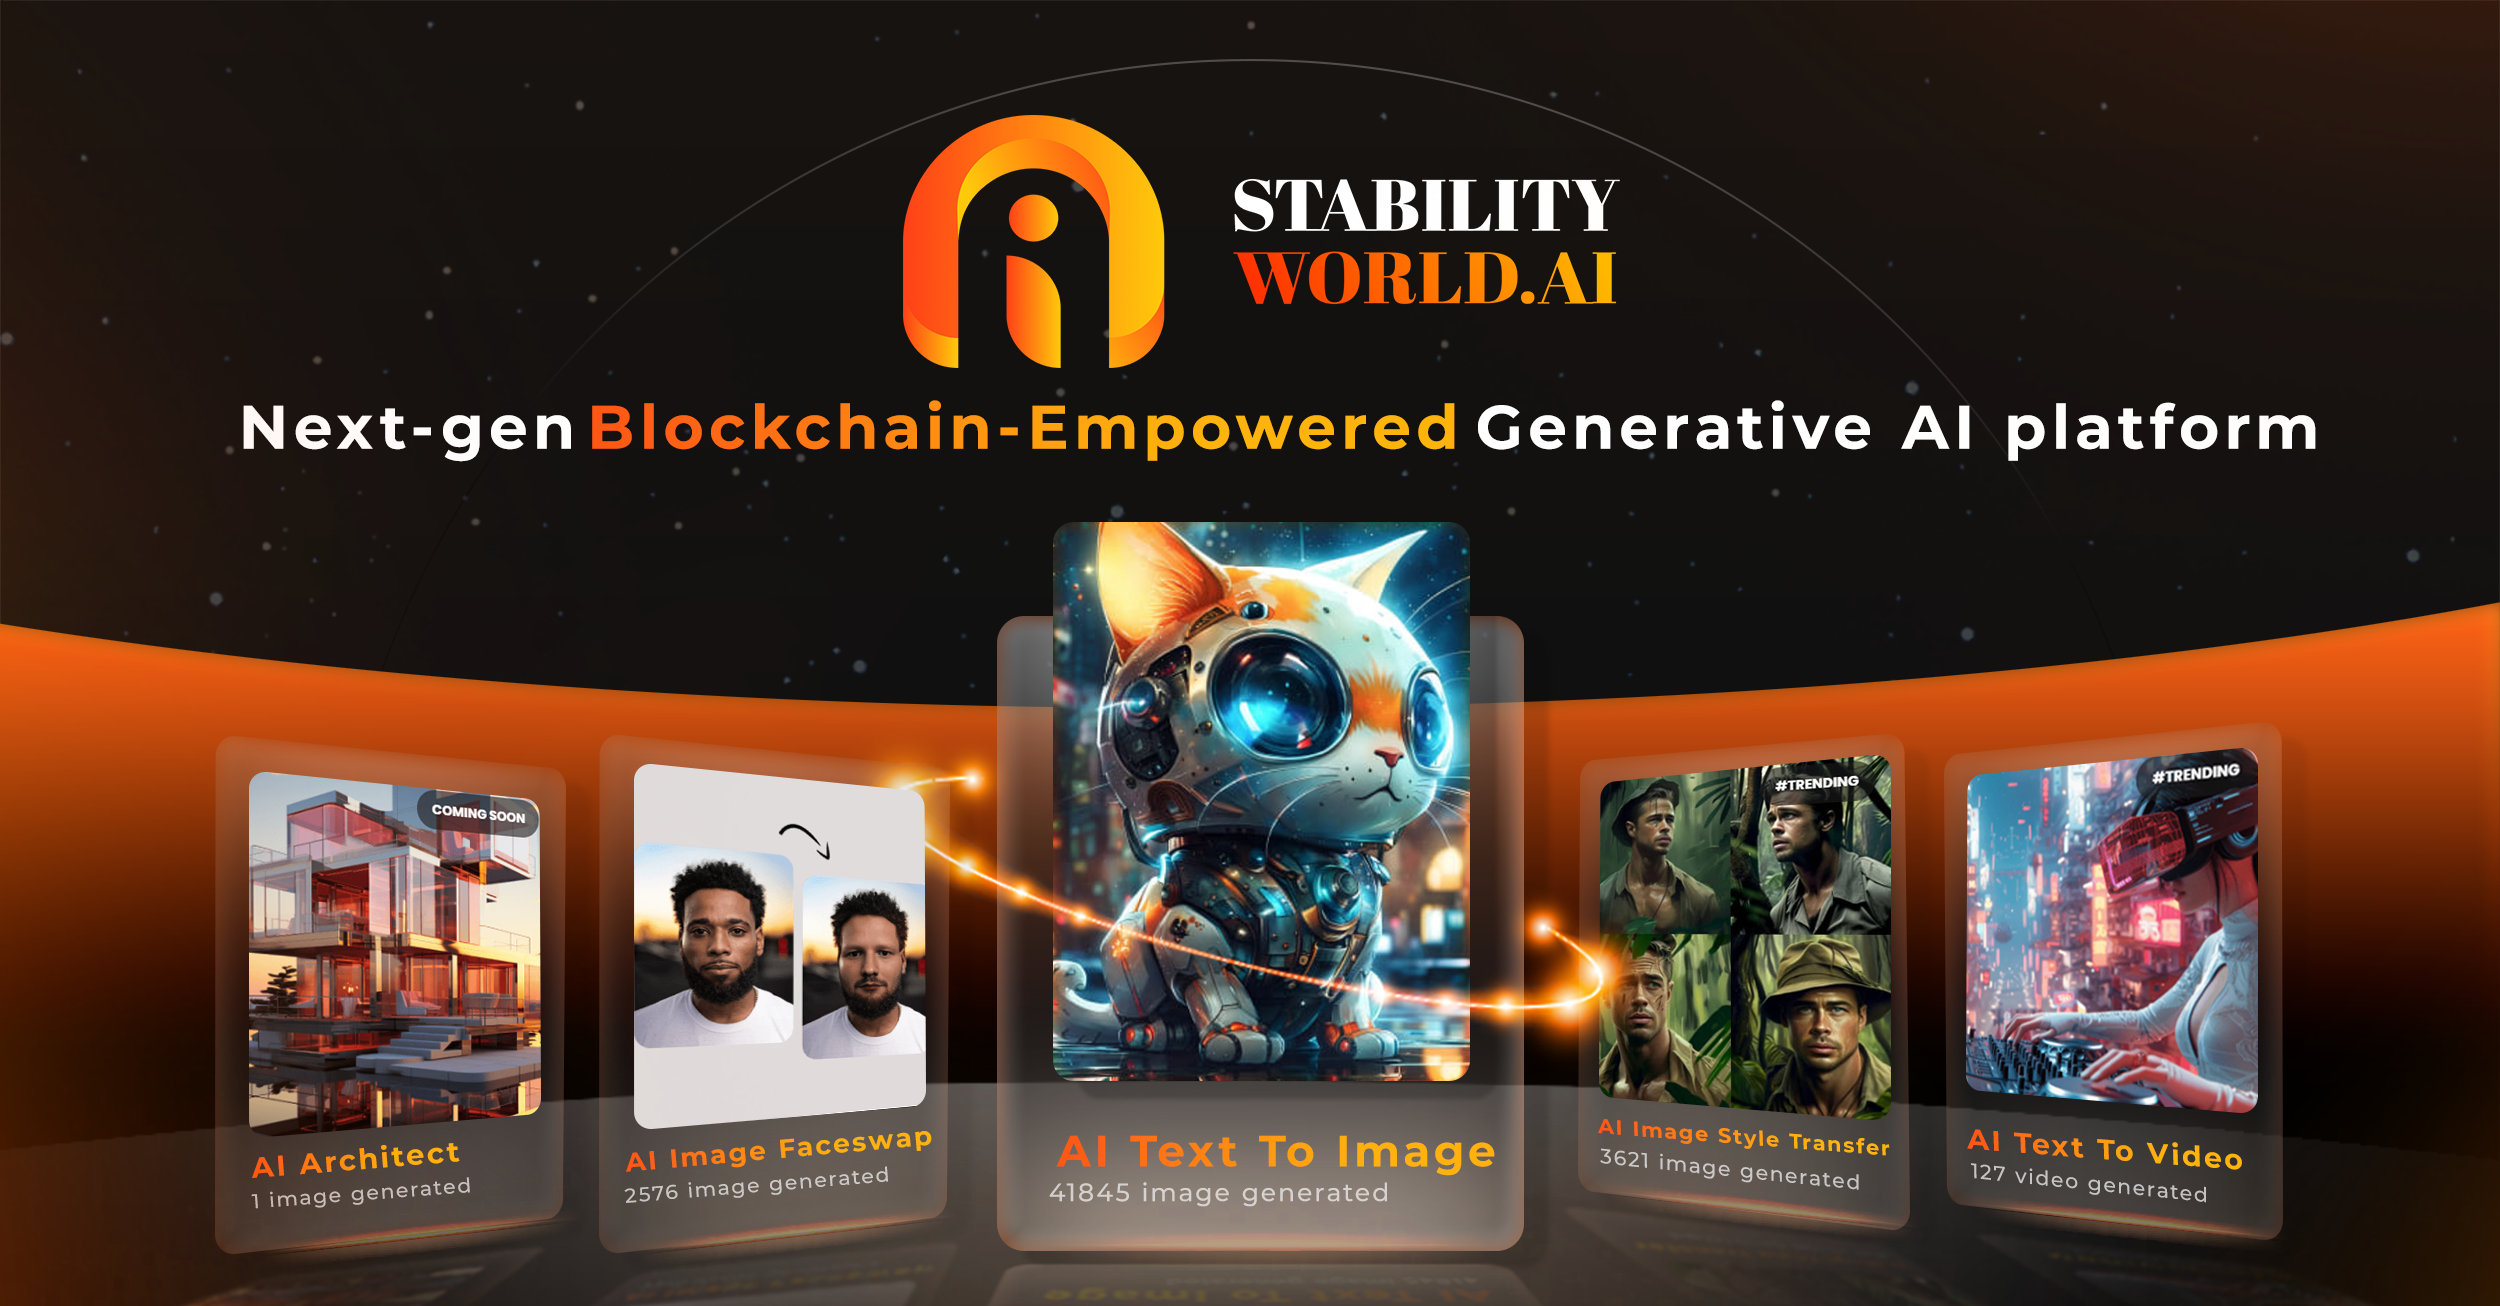 STABILITY
WORLD.AI
Next-gen Blockchain-Empowered Generative AI platform
COMING SOON
AI Architect
1 image generated
AI Image Faceswap
2576 image generated
AI Text To Image
41845 image generated
#TRENDING
AI Image Style Transfer
3621 image generated
#TRENDING
AI Text To Video
127 video generated